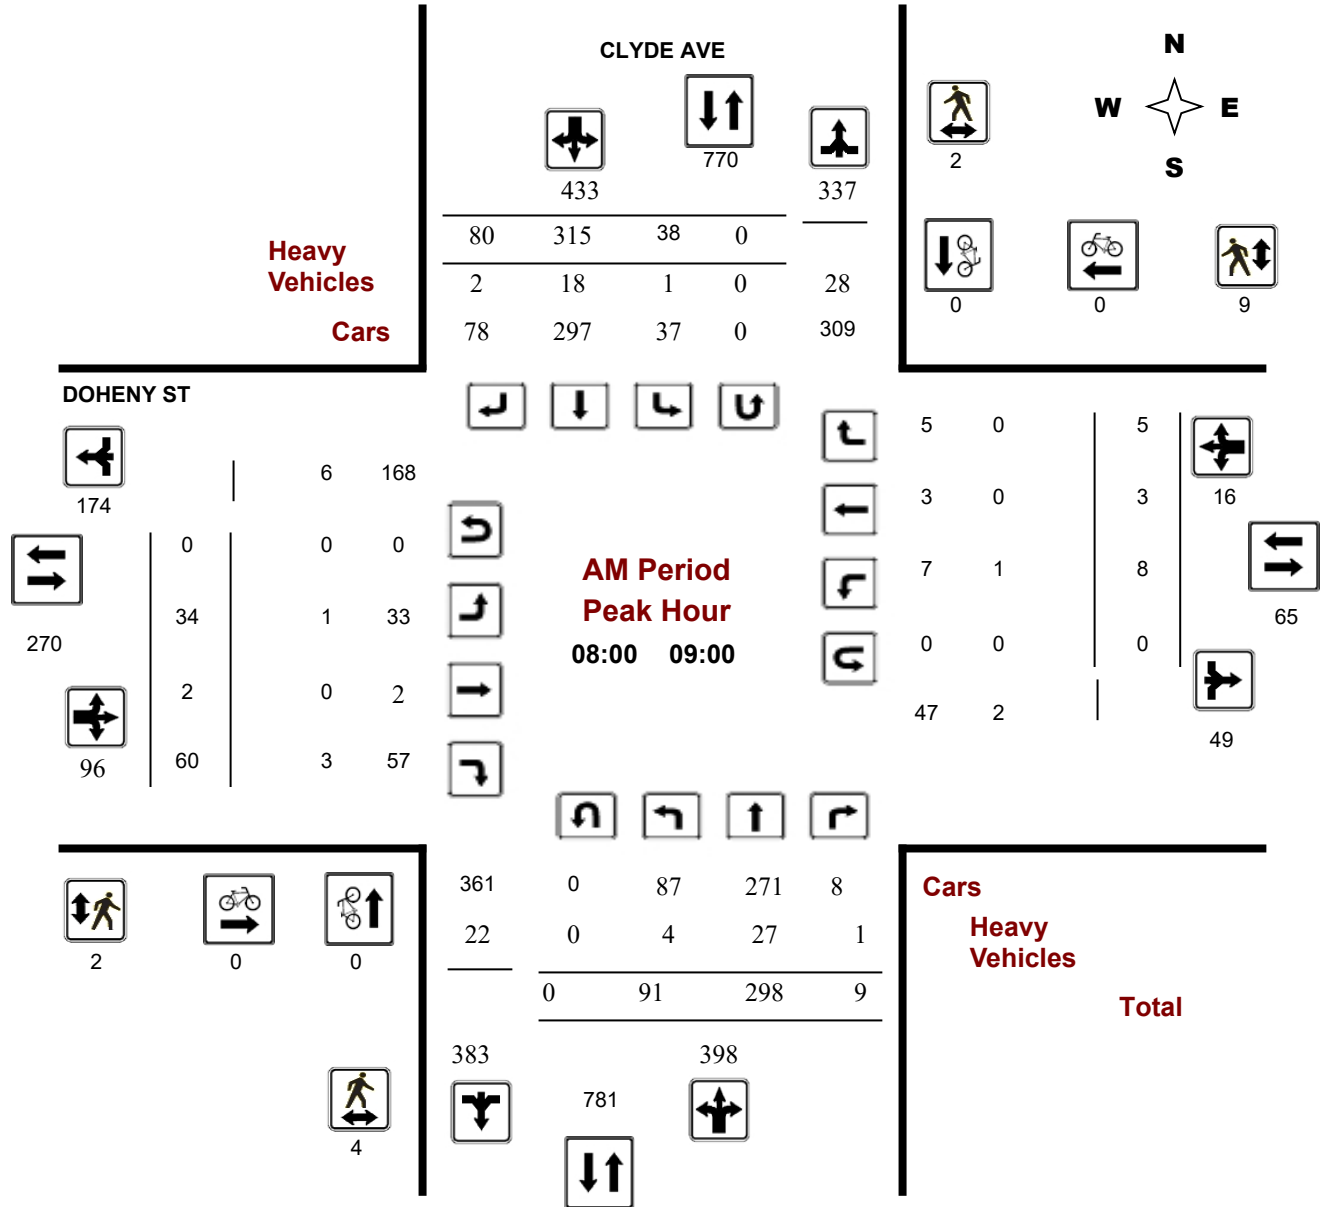 CLYDE AVE
N
W E
S
770
2
433
337
80 315 38 0
Heavy
Vehicles
2 18 1 0 28
0 0 9
Cars
78 297 37 0 309
DOHENY ST
5 0 5
6 168
174
3 0 3 16
0 0 0
AM Period
7 1 8
Peak Hour
34 1 33
65
270
08:00 09:00
0 0 0
2 0 2
47 2
49
96 60 3 57
361 0 87 271 8
Cars
22 0 4 27 1
Heavy
Vehicles
2 0 0
0 91 298 9
Total
383 398
781
4